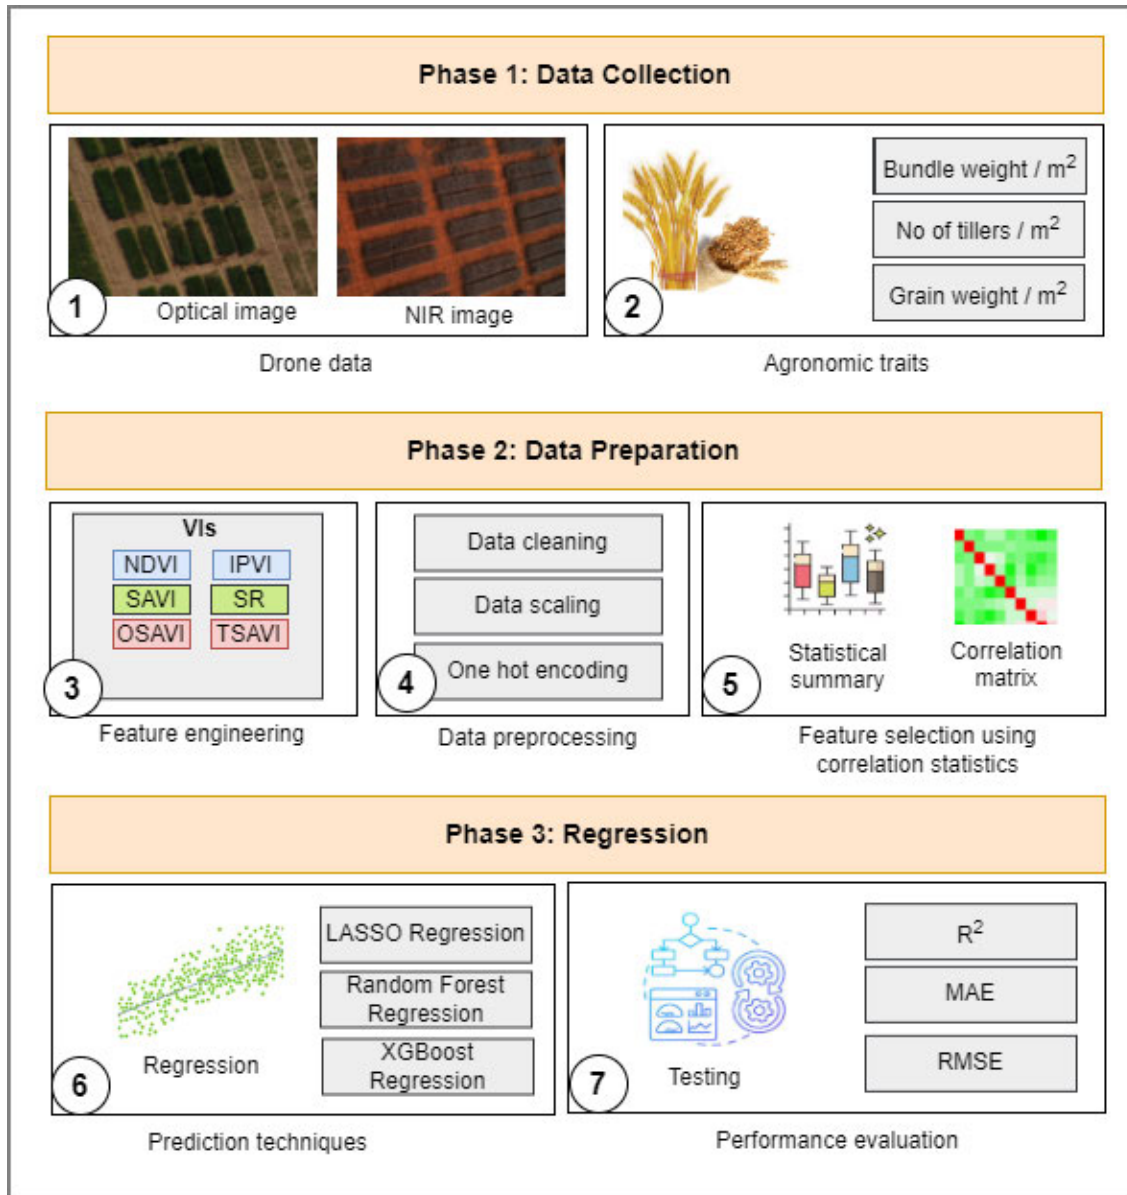 Phase 1: Data Collection
Optical image
NIR image
1
Drone data
Bundle weight / m²
No of tillers / m²
Grain weight / m²
2
Agronomic traits
Phase 2: Data Preparation
VIs
NDVI
IPVI
SAVI
SR
OSAVI
TSAVI
3
Feature engineering
Data cleaning
Data scaling
One hot encoding
4
Data preprocessing
Statistical
summary
Correlation
matrix
5
Feature selection using
correlation statistics
Phase 3: Regression
Regression
LASSO Regression
Random Forest
Regression
XGBoost
Regression
6
Prediction techniques
Testing
R²
MAE
RMSE
7
Performance evaluation